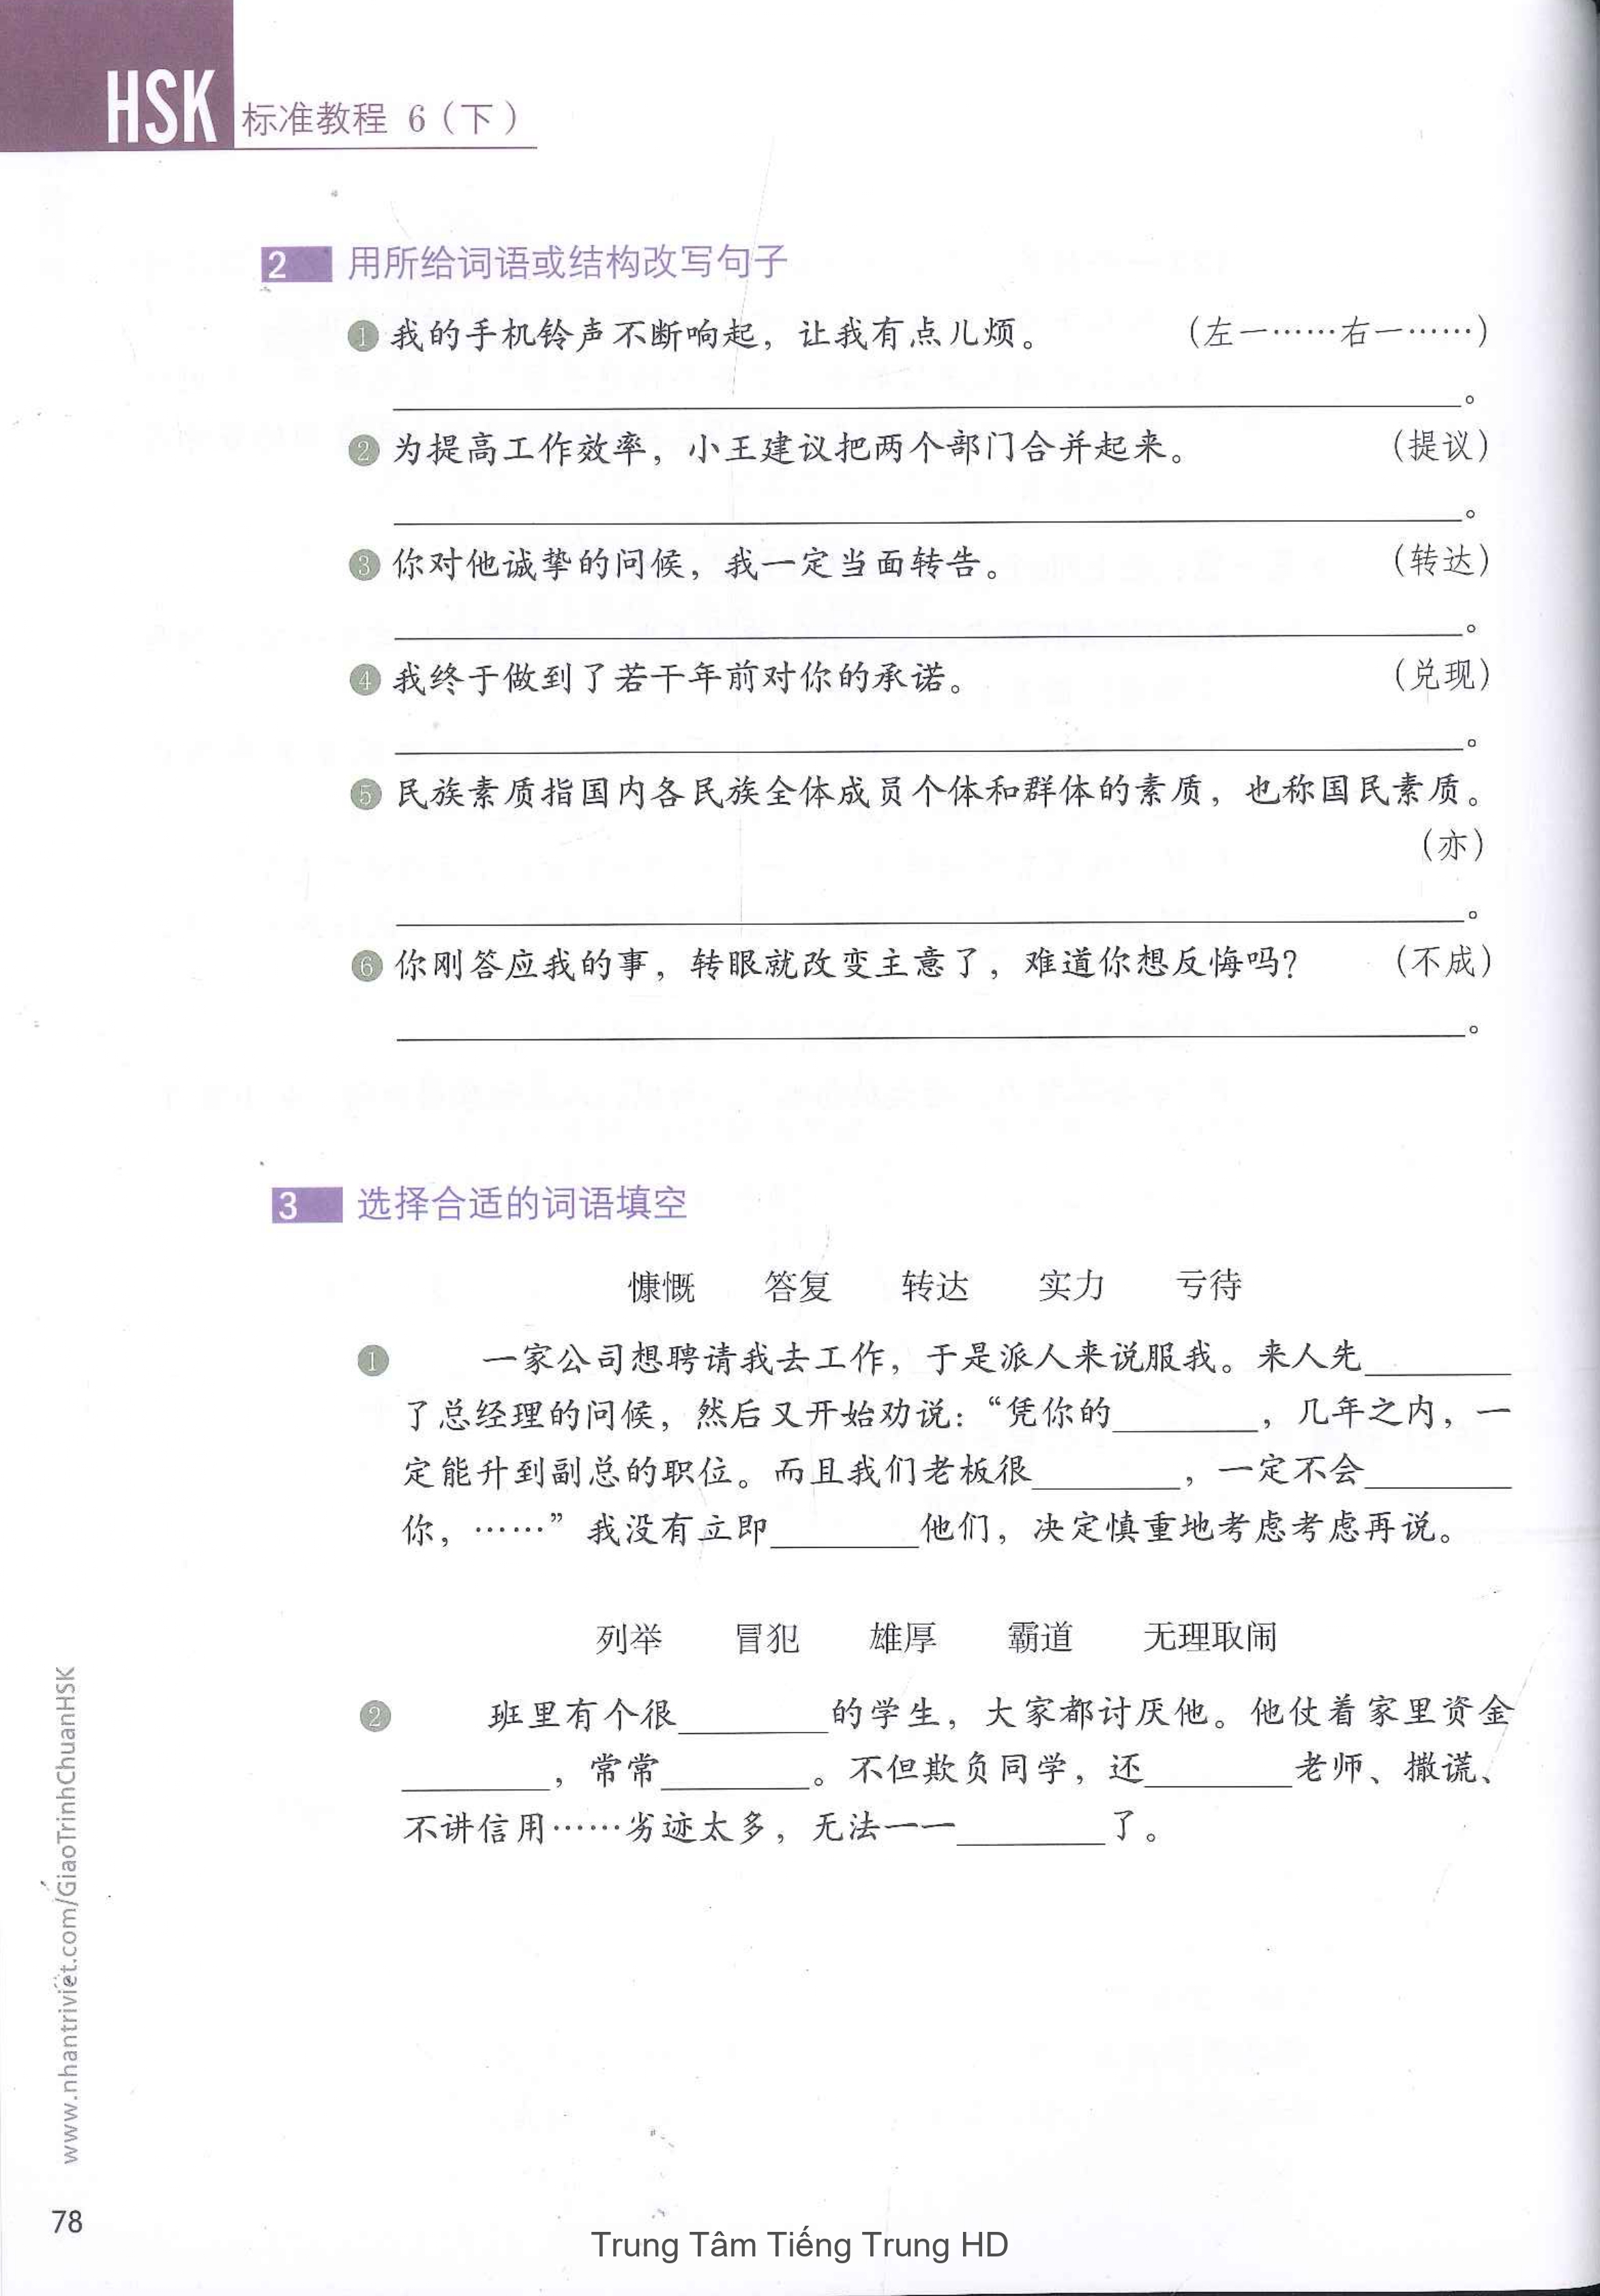 HSK 标准教程 6（下）
2 用所给词语或结构改写句子
1 我的手机铃声不断响起，让我有点儿烦。 （左一……右一……）
。
2 为提高工作效率，小王建议把两个部门合并起来。 （提议）
。
3 你对他诚挚的问候，我一定当面转告。 （转达）
。
4 我终于做到了若干年前对你的承诺。 （兑现）
。
5 民族素质指国内各民族全体成员个体和群体的素质，也称国民素质。
（亦）
。
6 你刚答应我的事，转眼就改变主意了，难道你想反悔吗？ （不成）
。
3 选择合适的词语填空
慷慨 答复 转达 实力 亏待
1 一家公司想聘请我去工作，于是派人来说服我。来人先________
了总经理的问候，然后又开始劝说：“凭你的________，几年之内，一
定能升到副总的职位。而且我们老板很________，一定不会________
你，……”我没有立即________他们，决定慎重地考虑考虑再说。
列举 冒犯 雄厚 霸道 无理取闹
2 班里有个很________的学生，大家都讨厌他。他仗着家里资金
________，常常________。不但欺负同学，还________老师、撒谎、
不讲信用……劣迹太多，无法一一________了。
www.nhantriviet.com/GiaoTrinhChuanHSK
78
Trung Tâm Tiếng Trung HD